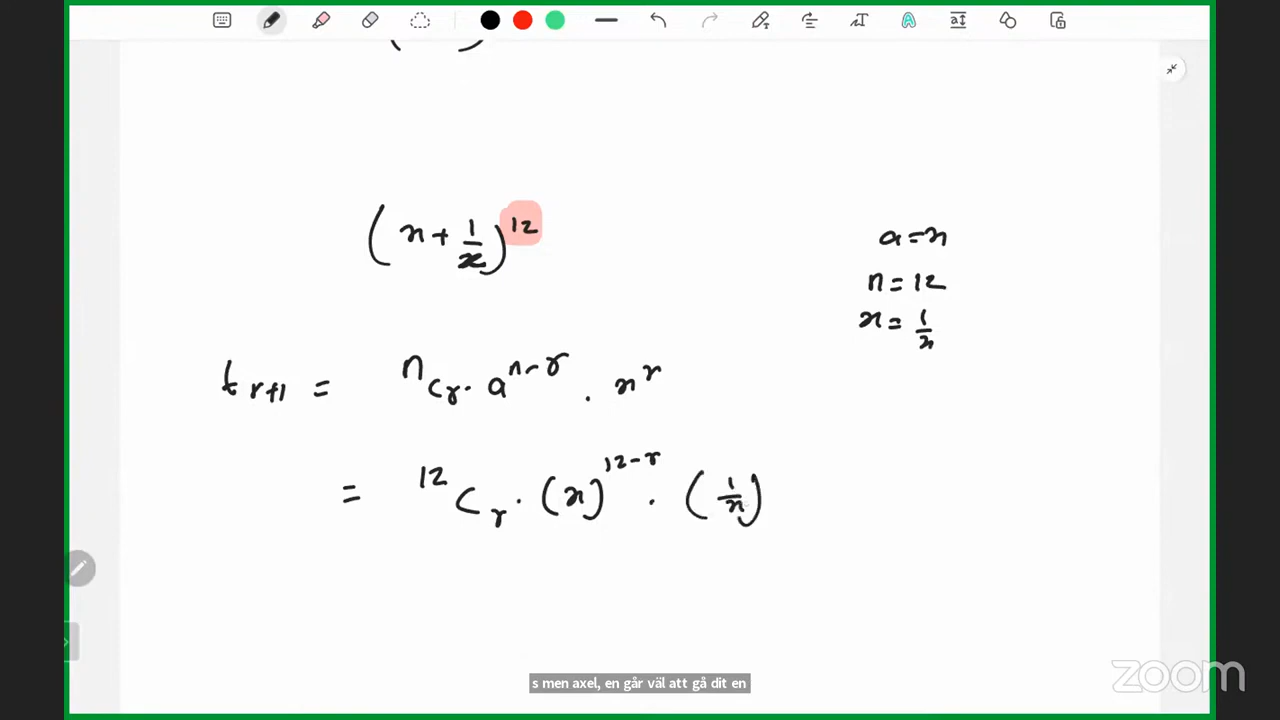 (x + 1/x)^12
a = x
n = 12
x = 1/x
t_{r+1} = ^nC_r · a^{n-r} · x^r
= ^12C_r · (x)^{12-r} · (1/x)
s men axel, en går väl att gå dit en
zoom